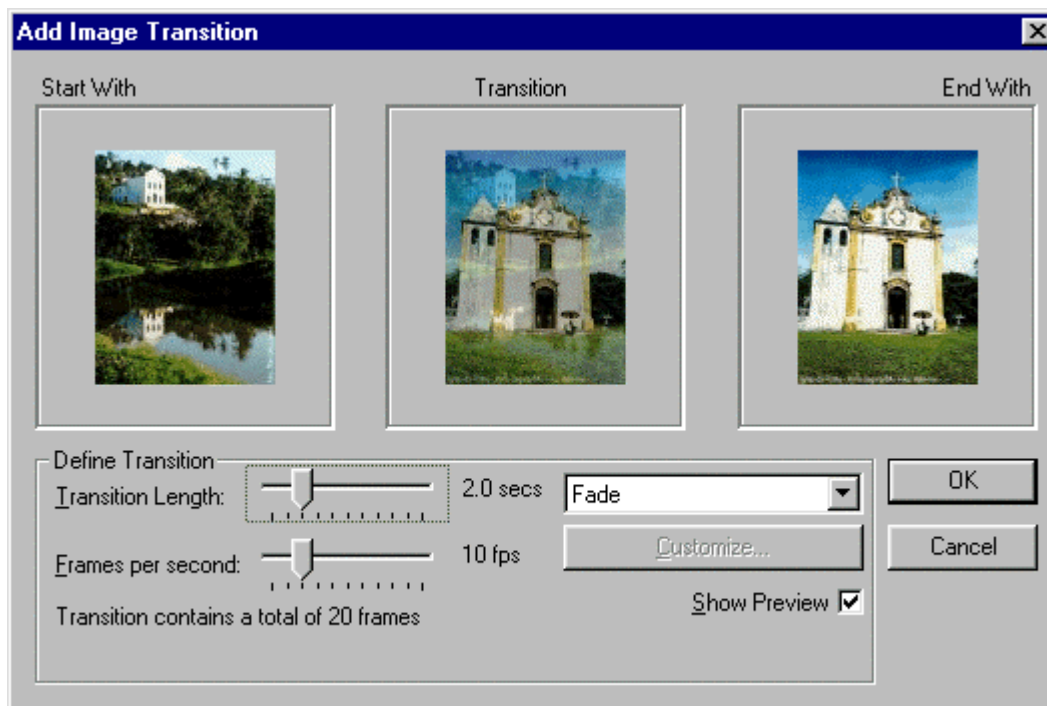 Add Image Transition
Start With
Transition
End With
Define Transition
Transition Length:
2.0 secs
Fade
OK
Frames per second:
10 fps
Customize...
Cancel
Show Preview
Transition contains a total of 20 frames